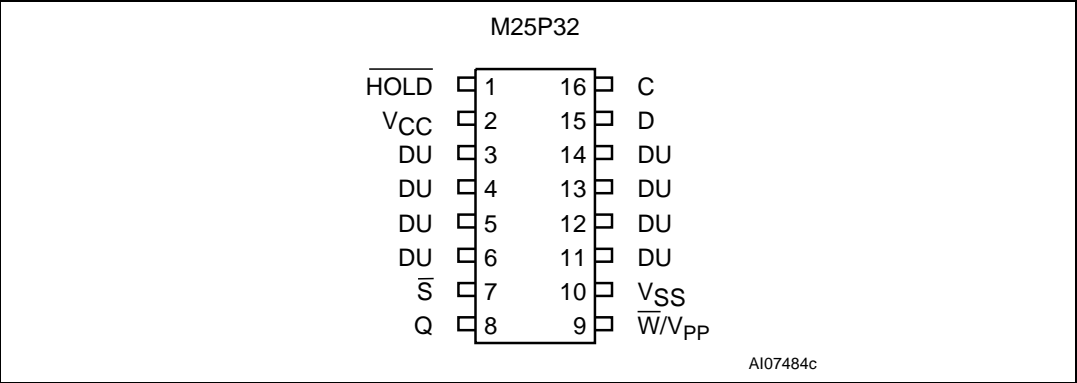 M25P32
HOLD 1 16 C
VCC 2 15 D
DU 3 14 DU
DU 4 13 DU
DU 5 12 DU
DU 6 11 DU
S 7 10 VSS
Q 8 9 W/VPP
AI07484c